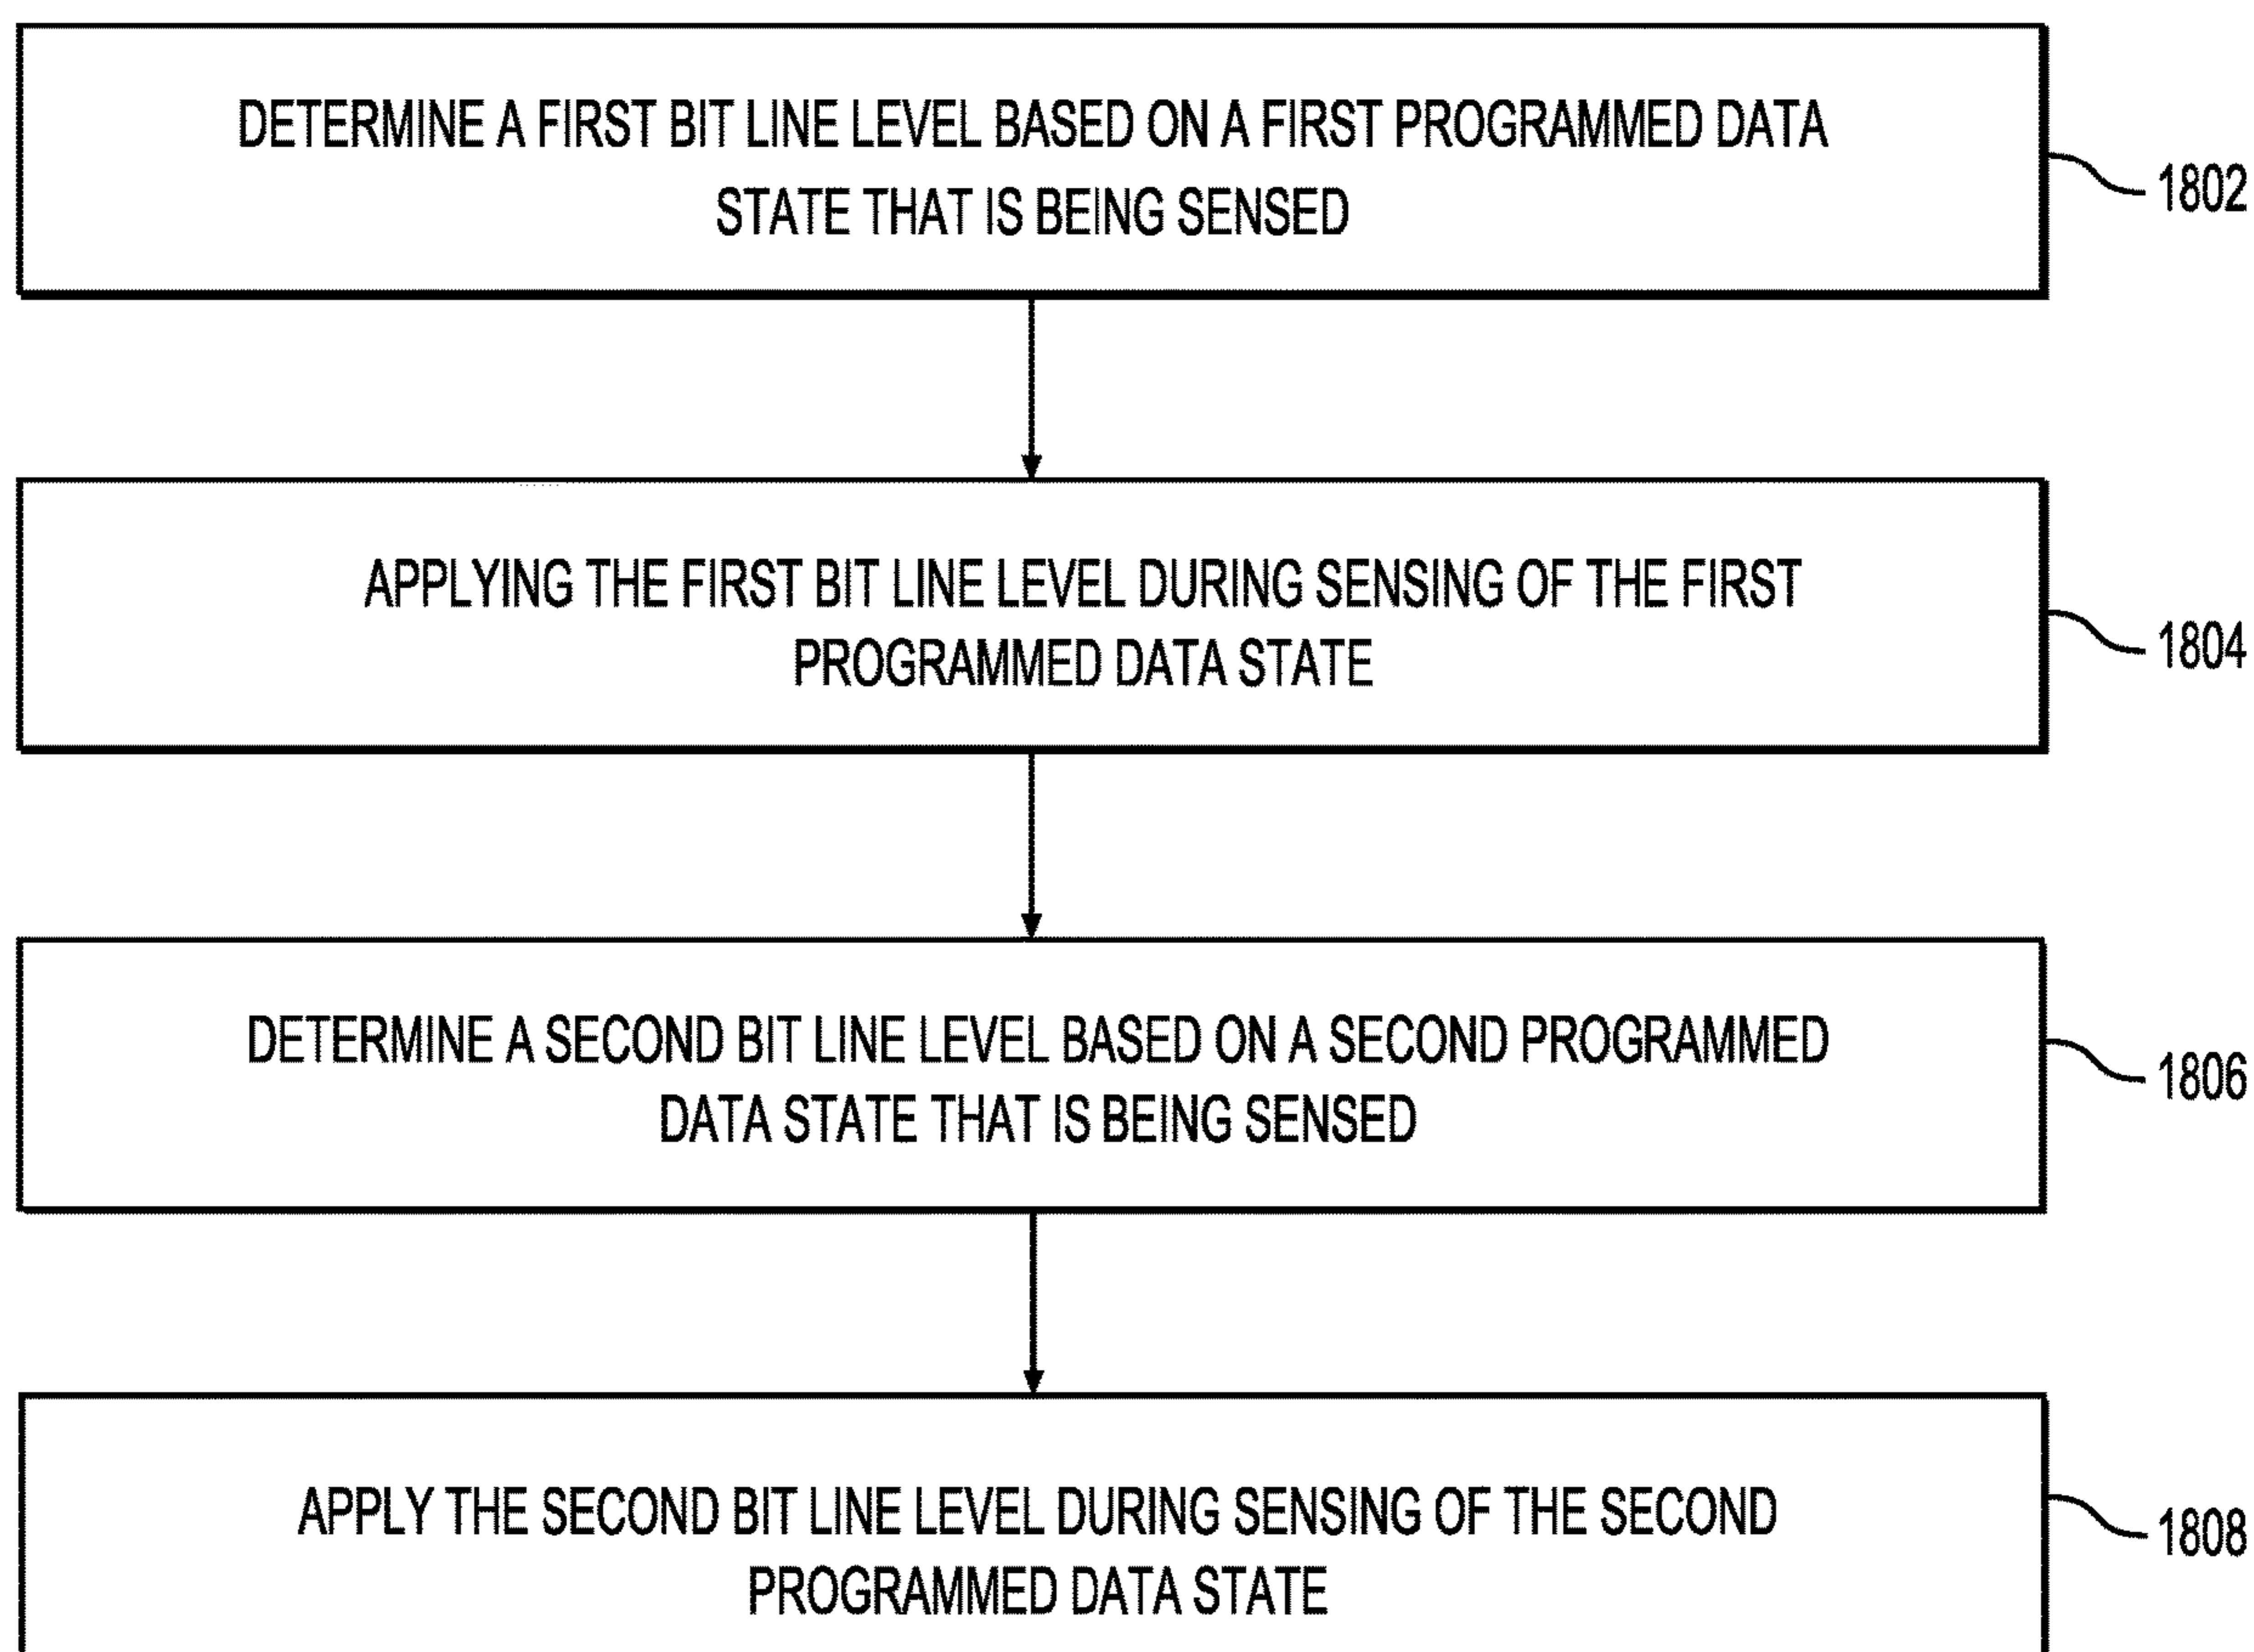 DETERMINE A FIRST BIT LINE LEVEL BASED ON A FIRST PROGRAMMED DATA
STATE THAT IS BEING SENSED
1802
APPLYING THE FIRST BIT LINE LEVEL DURING SENSING OF THE FIRST
PROGRAMMED DATA STATE
1804
DETERMINE A SECOND BIT LINE LEVEL BASED ON A SECOND PROGRAMMED
DATA STATE THAT IS BEING SENSED
1806
APPLY THE SECOND BIT LINE LEVEL DURING SENSING OF THE SECOND
PROGRAMMED DATA STATE
1808